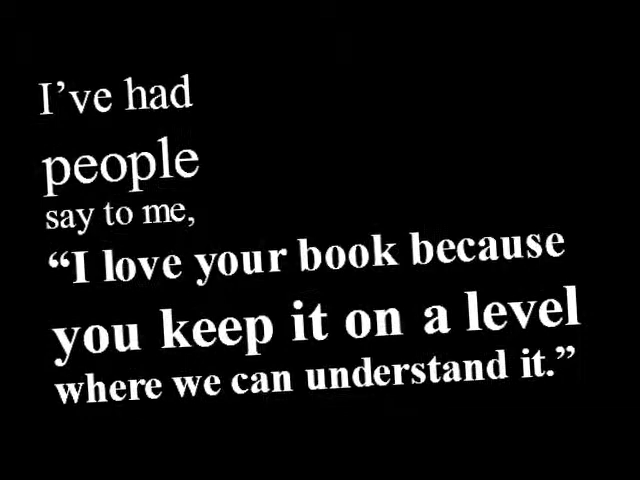 I’ve had
people
say to me,
“I love your book because
you keep it on a level
where we can understand it.”